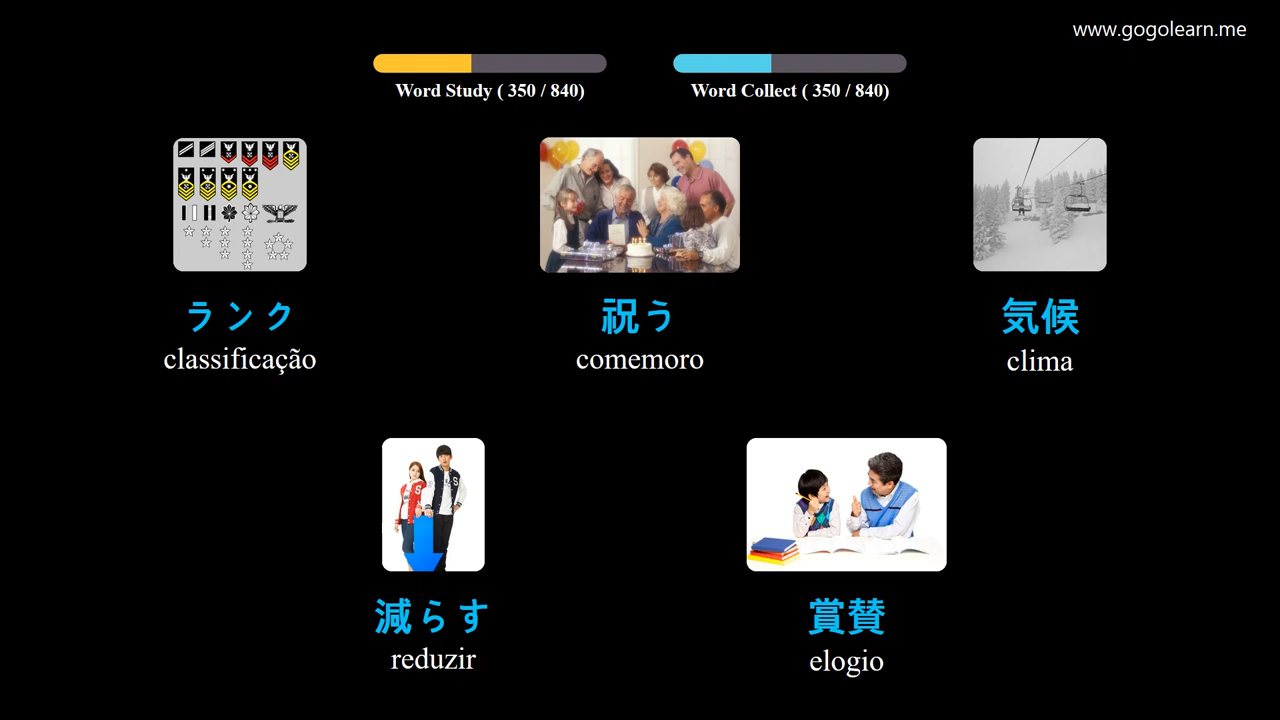 www.gogolearn.me
Word Study ( 350 / 840)
Word Collect ( 350 / 840)
ランク
classificação
祝う
comemoro
気候
clima
減らす
reduzir
賞賛
elogio